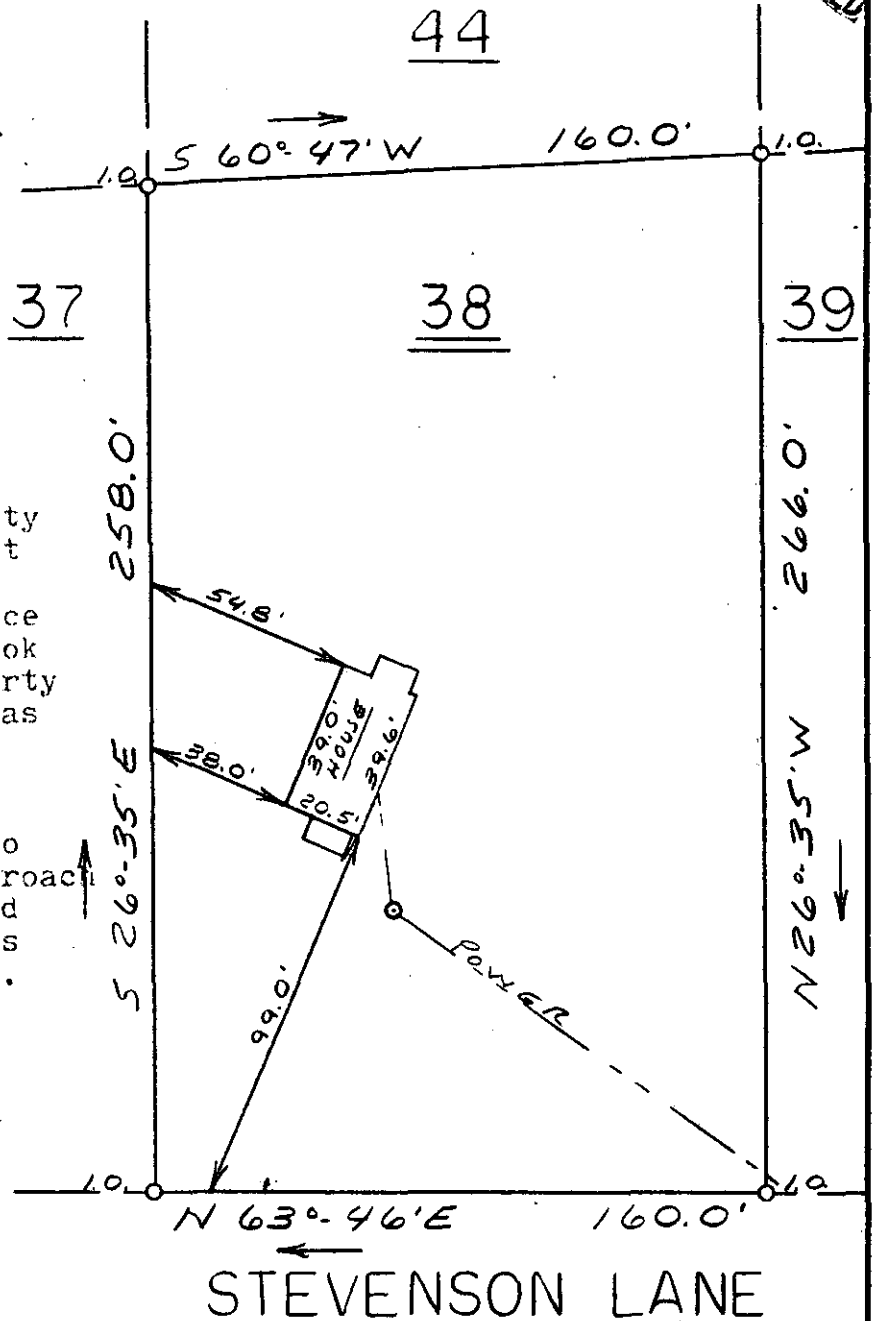 44
S 60°-47'W 160.0'
I.O. I.O.
37 38 39
258.0'
266.0'
ty
t
ce
ok
rty
as
54.8'
39.0'
HOUSE
39.6'
38.0'
20.5'
S 26°-35'E
N 26°-35'W
o
roach
d
s
.
99.0'
POWER
I.O. I.O.
N 63°-46'E 160.0'
STEVENSON LANE